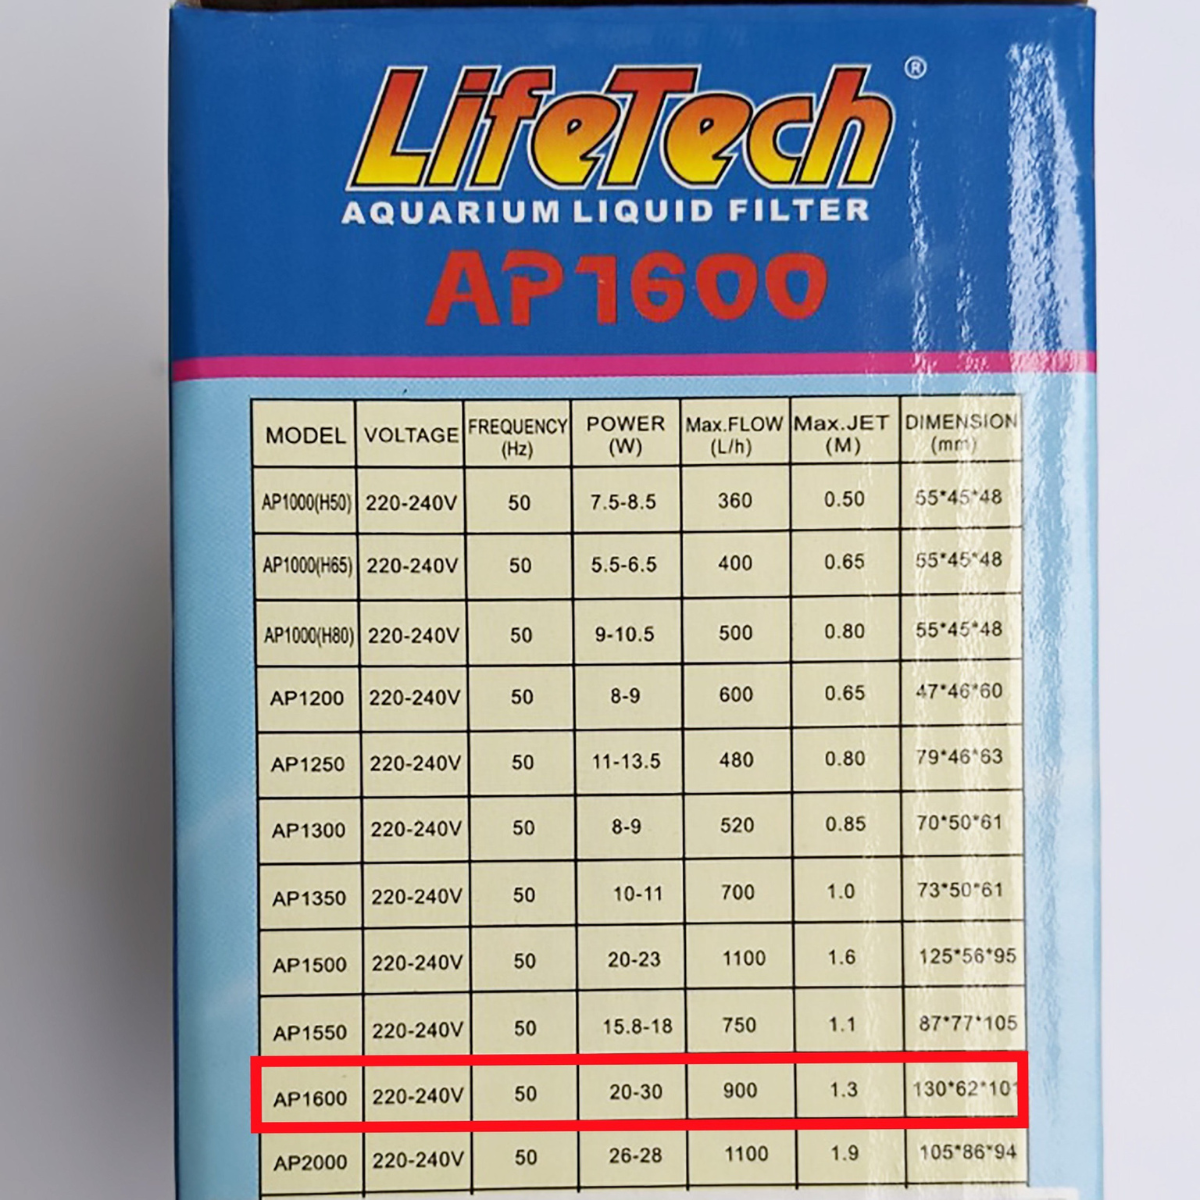 LifeTech ®
AQUARIUM LIQUID FILTER
AP1600
MODEL VOLTAGE FREQUENCY (Hz) POWER (W) Max.FLOW (L/h) Max.JET (M) DIMENSION (mm)
AP1000(H50) 220-240V 50 7.5-8.5 360 0.50 55*45*48
AP1000(H65) 220-240V 50 5.5-6.5 400 0.65 55*45*48
AP1000(H80) 220-240V 50 9-10.5 500 0.80 55*45*48
AP1200 220-240V 50 8-9 600 0.65 47*46*60
AP1250 220-240V 50 11-13.5 480 0.80 79*46*63
AP1300 220-240V 50 8-9 520 0.85 70*50*61
AP1350 220-240V 50 10-11 700 1.0 73*50*61
AP1500 220-240V 50 20-23 1100 1.6 125*56*95
AP1550 220-240V 50 15.8-18 750 1.1 87*77*105
AP1600 220-240V 50 20-30 900 1.3 130*62*101
AP2000 220-240V 50 26-28 1100 1.9 105*86*94